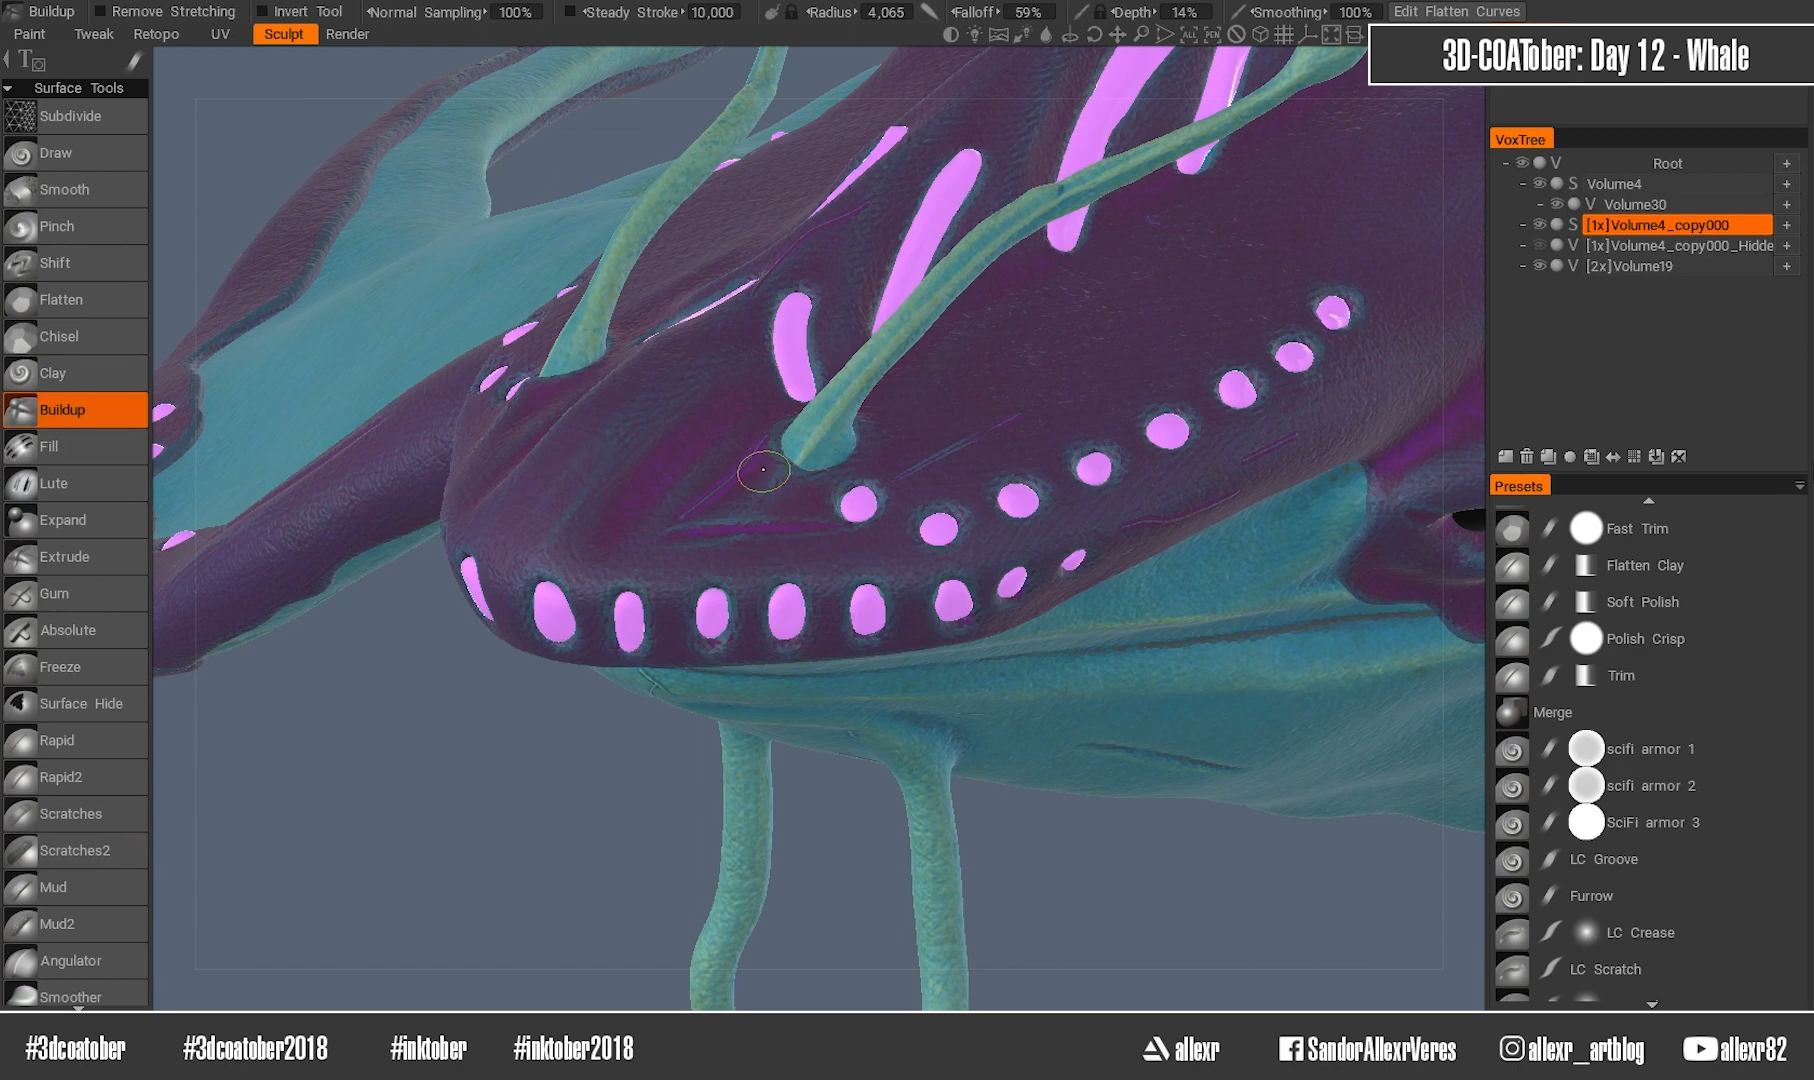 Buildup Remove Stretching Invert Tool Normal Sampling 100% Steady Stroke 10,000 Radius 4,065 Falloff 59% Depth 14% Smoothing 100% Edit Flatten Curves
Paint Tweak Retopo UV Sculpt Render
ALL PEN
3D-COATober: Day 12 - Whale
T
Surface Tools
Subdivide
Draw
Smooth
Pinch
Shift
Flatten
Chisel
Clay
Buildup
Fill
Lute
Expand
Extrude
Gum
Absolute
Freeze
Surface Hide
Rapid
Rapid2
Scratches
Scratches2
Mud
Mud2
Angulator
Smoother
VoxTree
V Root +
S Volume4 +
V Volume30 +
S [1x]Volume4_copy000 +
V [1x]Volume4_copy000_Hidde +
V [2x]Volume19 +
Presets
Fast Trim
Flatten Clay
Soft Polish
Polish Crisp
Trim
Merge
scifi armor 1
scifi armor 2
SciFi armor 3
LC Groove
Furrow
LC Crease
LC Scratch
#3dcoatober #3dcoatober2018 #inktober #inktober2018 allexr SandorAllexrVeres allexr_artblog allexr82